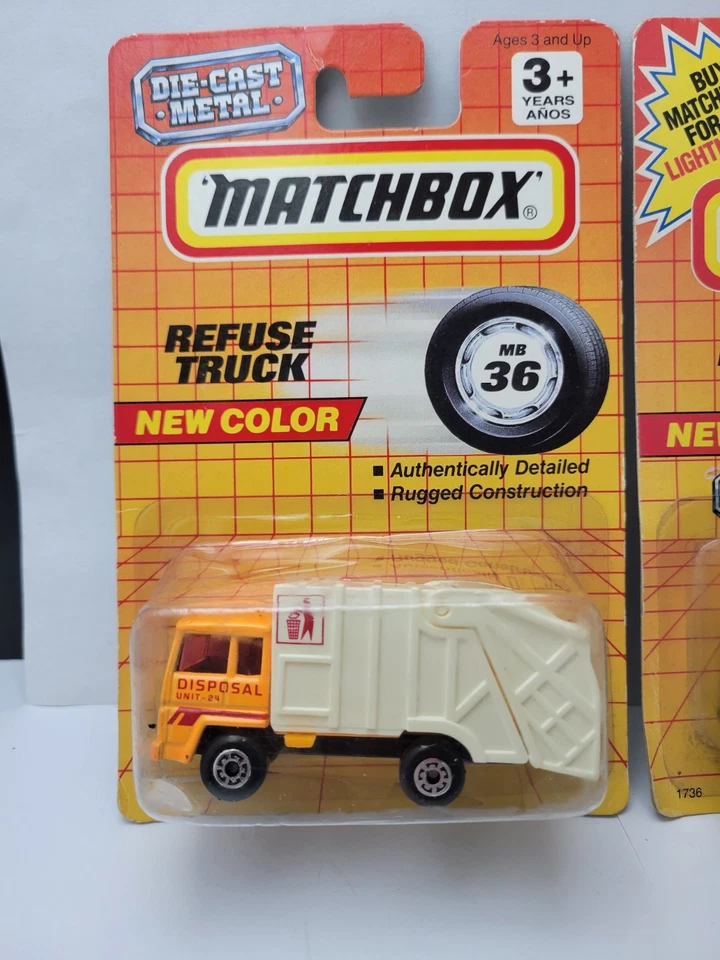 DIE-CAST
METAL
Ages 3 and Up
3+
YEARS
AÑOS
'MATCHBOX'®
REFUSE
TRUCK
MB
36
NEW COLOR
■ Authentically Detailed
■ Rugged Construction
DISPOSAL
UNIT-24
BUY
MATCH
FOR
LIGHT
NE
1736